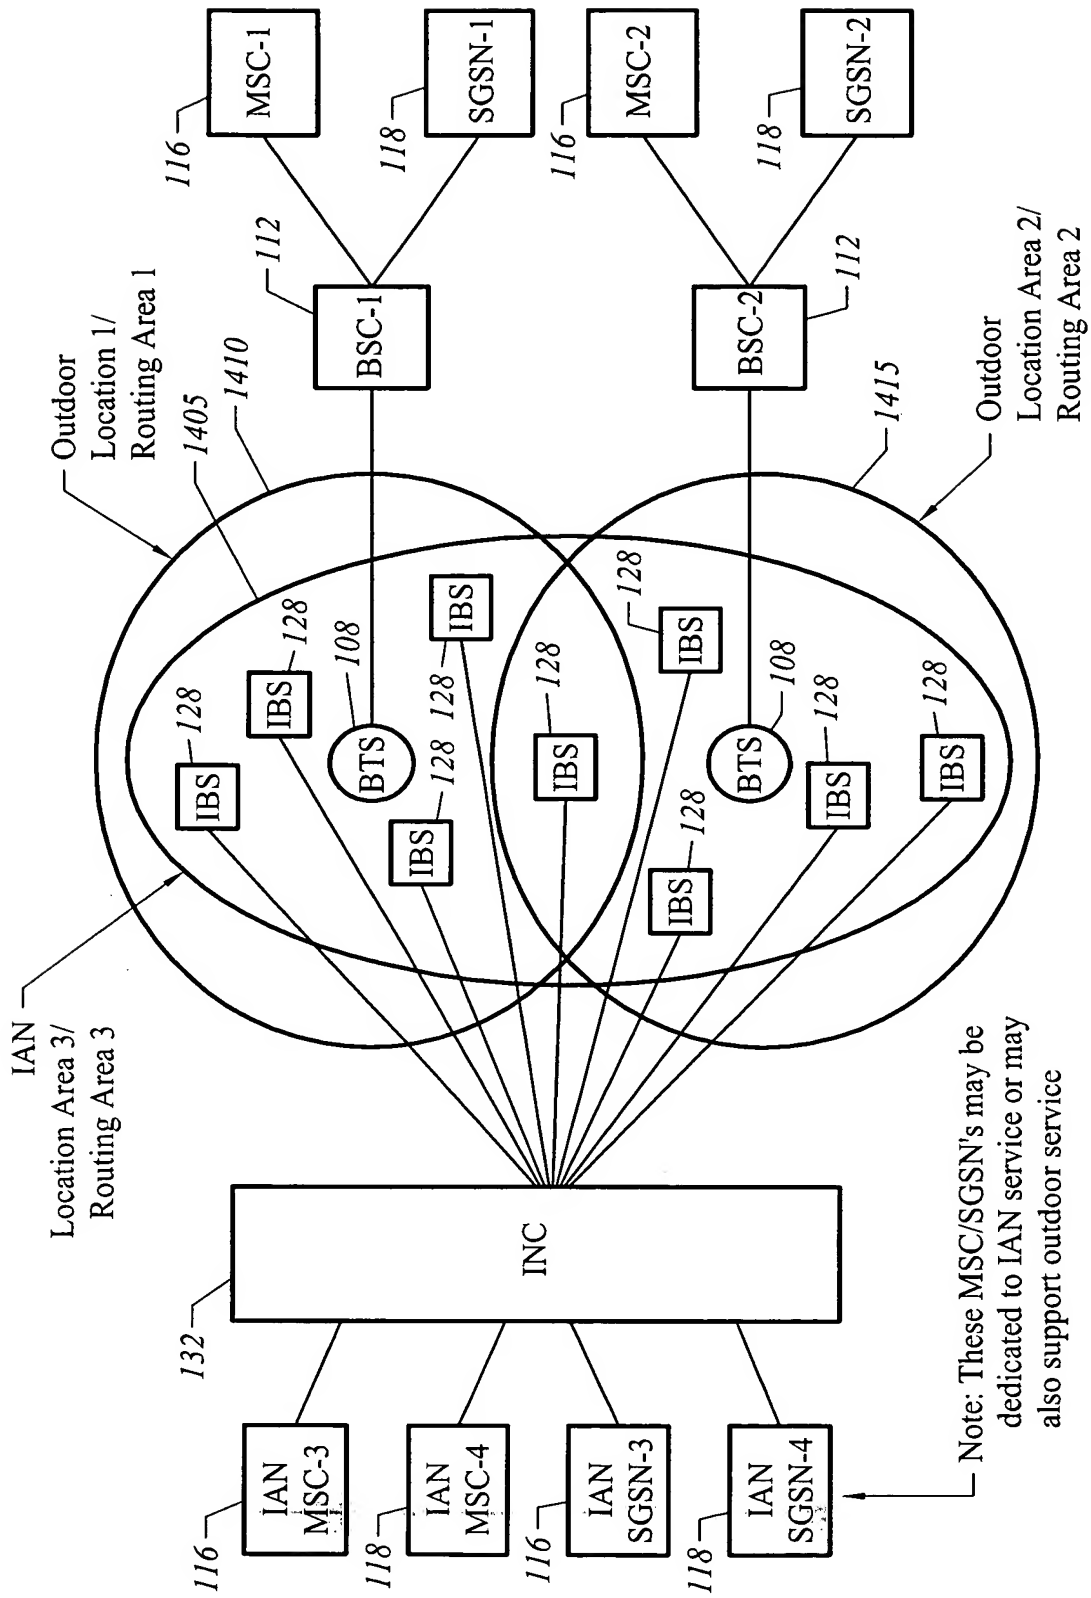 IAN
Location Area 3/
Routing Area 3
Outdoor
Location 1/
Routing Area 1
1405
1410
116
IAN
MSC-3
118
IAN
MSC-4
116
IAN
SGSN-3
118
IAN
SGSN-4
132
INC
IBS
128
IBS
128
BTS
108
IBS
128
IBS
128
IBS
128
IBS
128
IBS
128
BTS
108
IBS
128
IBS
128
112
BSC-1
116
MSC-1
118
SGSN-1
BSC-2
112
116
MSC-2
118
SGSN-2
1415
Outdoor
Location Area 2/
Routing Area 2
Note: These MSC/SGSN's may be
dedicated to IAN service or may
also support outdoor service